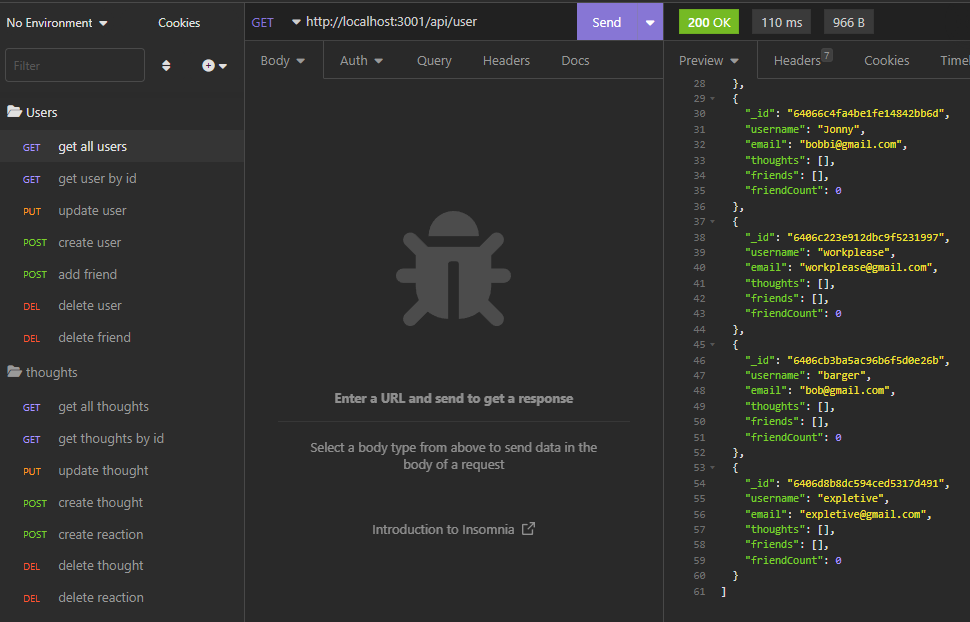 No Environment
Cookies
Filter
Users
GET get all users
GET get user by id
PUT update user
POST create user
POST add friend
DEL delete user
DEL delete friend
thoughts
GET get all thoughts
GET get thoughts by id
PUT update thought
POST create thought
POST create reaction
DEL delete thought
DEL delete reaction
GET http://localhost:3001/api/user Send
Body Auth Query Headers Docs
Enter a URL and send to get a response
Select a body type from above to send data in the
body of a request
Introduction to Insomnia
200 OK 110 ms 966 B
Preview Headers 7 Cookies Timel
28 },
29 {
30 "_id": "64066c4fa4be1fe14842bb6d",
31 "username": "Jonny",
32 "email": "bobbi@gmail.com",
33 "thoughts": [],
34 "friends": [],
35 "friendCount": 0
36 },
37 {
38 "_id": "6406c223e912dbc9f5231997",
39 "username": "workplease",
40 "email": "workplease@gmail.com",
41 "thoughts": [],
42 "friends": [],
43 "friendCount": 0
44 },
45 {
46 "_id": "6406cb3ba5ac96b6f5d0e26b",
47 "username": "barger",
48 "email": "bob@gmail.com",
49 "thoughts": [],
50 "friends": [],
51 "friendCount": 0
52 },
53 {
54 "_id": "6406d8b8dc594ced5317d491",
55 "username": "expletive",
56 "email": "expletive@gmail.com",
57 "thoughts": [],
58 "friends": [],
59 "friendCount": 0
60 }
61 ]